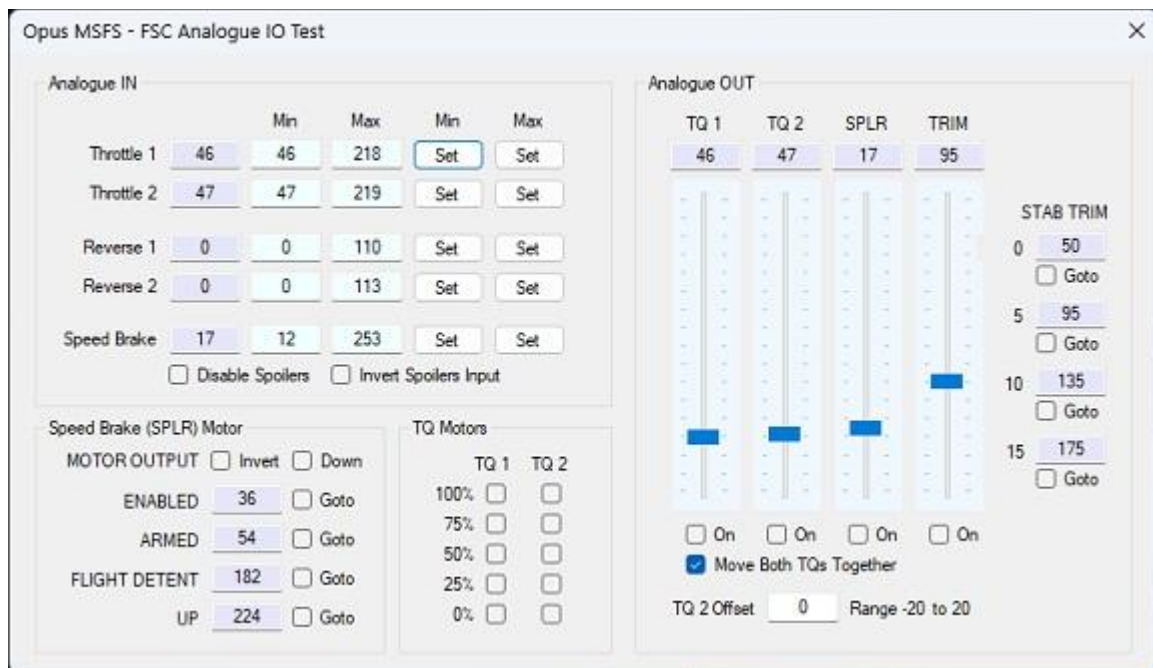 Opus MSFS - FSC Analogue IO Test
Analogue IN
Min Max Min Max
Throttle 1 46 46 218 Set Set
Throttle 2 47 47 219 Set Set
Reverse 1 0 0 110 Set Set
Reverse 2 0 0 113 Set Set
Speed Brake 17 12 253 Set Set
Disable Spoilers Invert Spoilers Input
Speed Brake (SPLR) Motor
MOTOR OUTPUT Invert Down
ENABLED 36 Goto
ARMED 54 Goto
FLIGHT DETENT 182 Goto
UP 224 Goto
TQ Motors
TQ 1 TQ 2
100%
75%
50%
25%
0%
Analogue OUT
TQ 1 TQ 2 SPLR TRIM
46 47 17 95
STAB TRIM
0 50
Goto
5 95
Goto
10 135
Goto
15 175
Goto
On On On On
Move Both TQs Together
TQ 2 Offset 0 Range -20 to 20